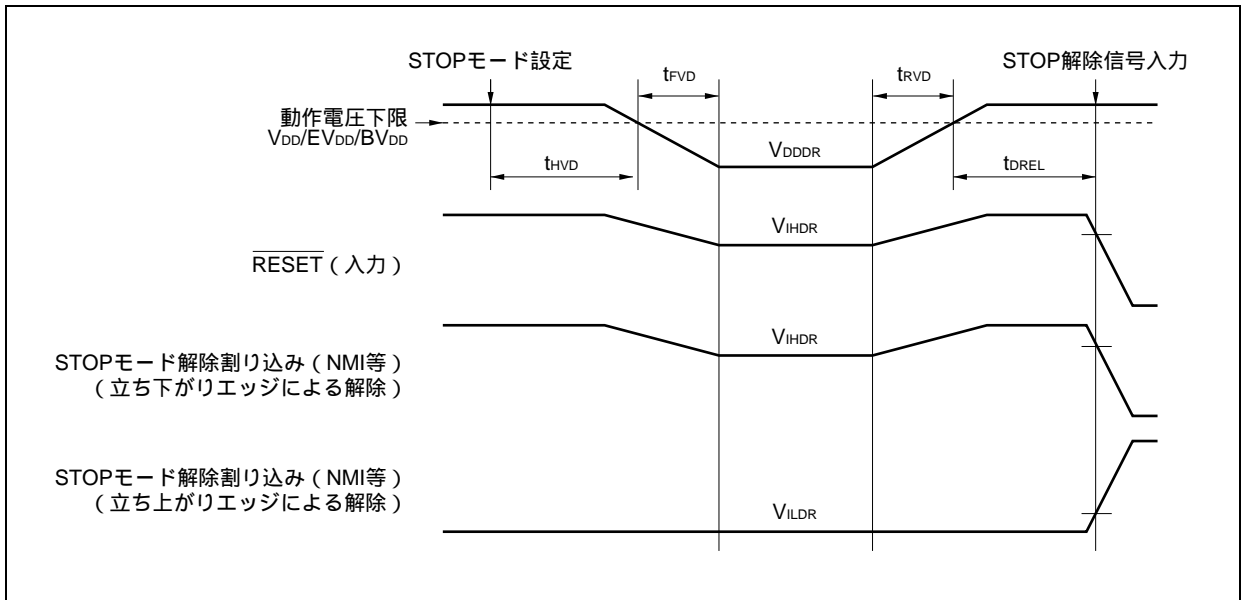 STOPモード設定
STOP解除信号入力
tFVD
tRVD
動作電圧下限
VDD/EVDD/BVDD
VDDDR
tHVD
tDREL
VIHDR
RESET（入力）
VIHDR
STOPモード解除割り込み（NMI等）
（立ち下がりエッジによる解除）
STOPモード解除割り込み（NMI等）
（立ち上がりエッジによる解除）
VILDR